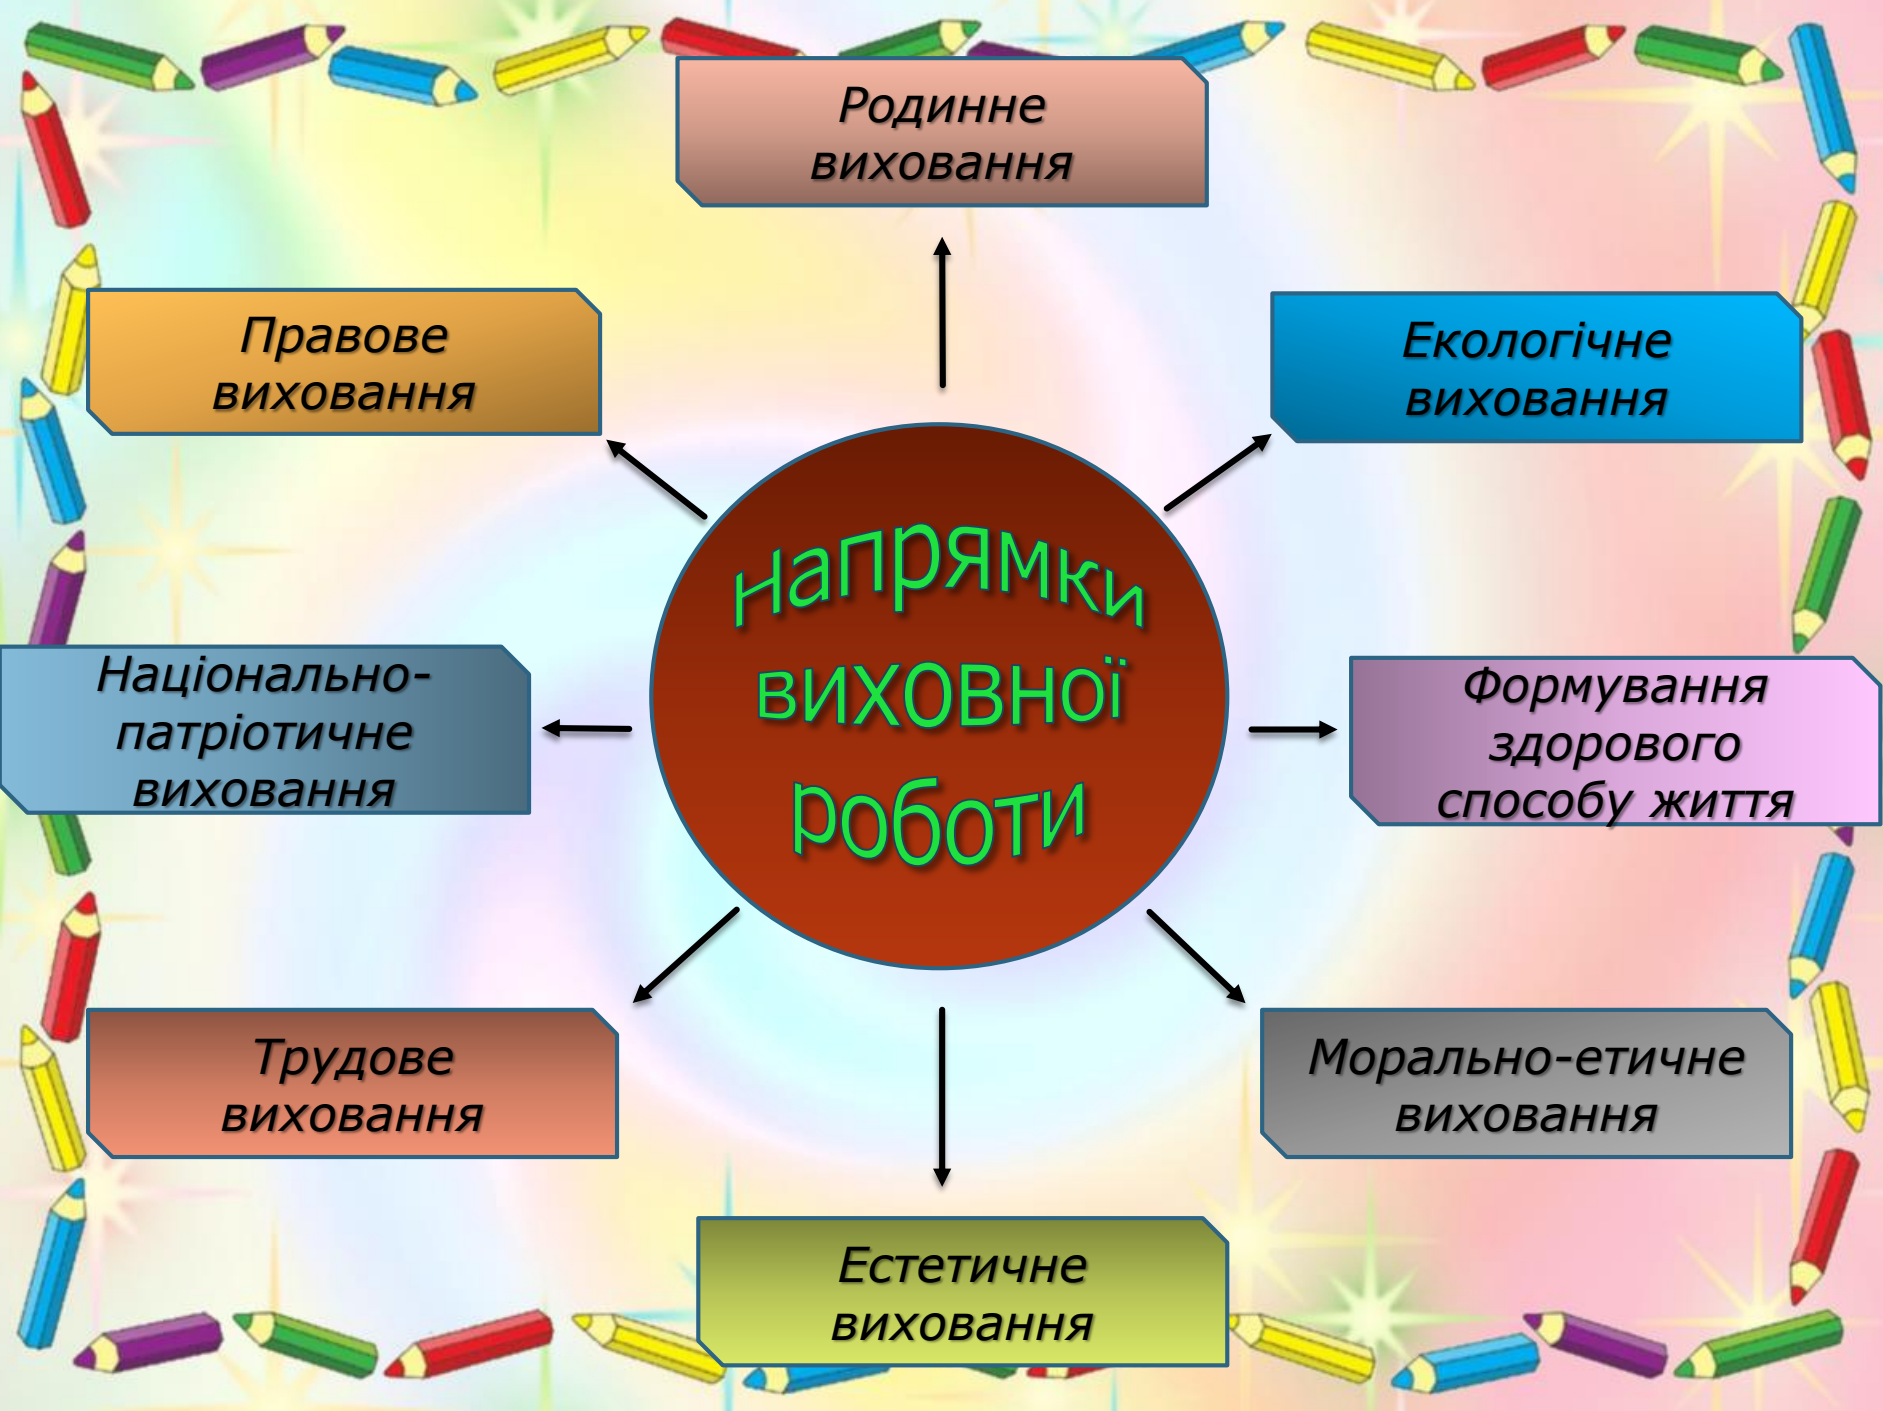 Родинне
виховання
Правове
виховання
Екологічне
виховання
Напрямки
виховної
роботи
Національно-
патріотичне
виховання
Формування
здорового
способу життя
Трудове
виховання
Морально-етичне
виховання
Естетичне
виховання